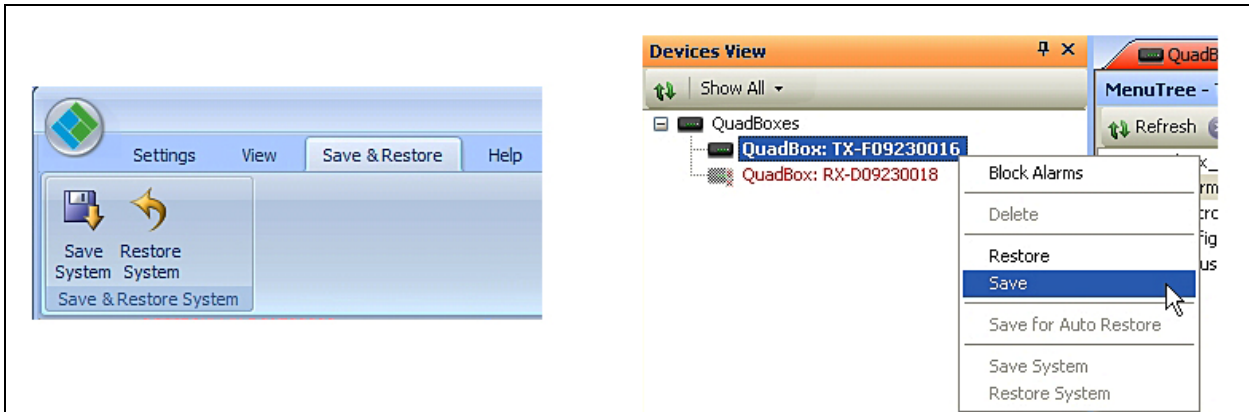 Settings View Save & Restore Help
Save System
Restore System
Save & Restore System
Devices View
Show All
QuadBoxes
QuadBox: TX-F09230016
QuadBox: RX-D09230018
QuadB
MenuTree -
Refresh
Block Alarms
Delete
Restore
Save
Save for Auto Restore
Save System
Restore System